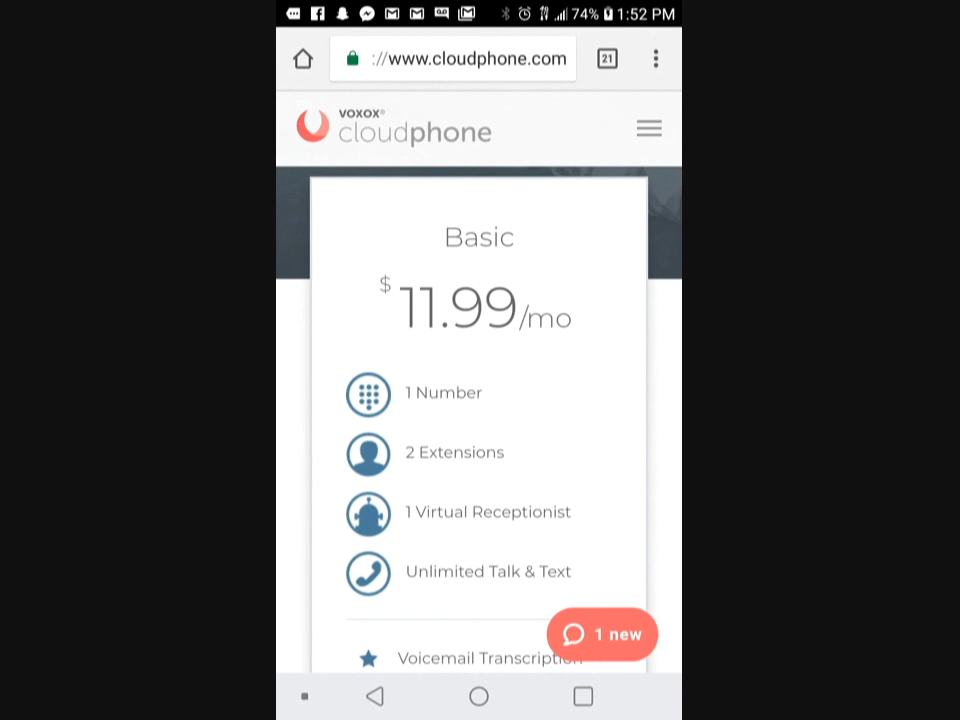 74% 1:52 PM
://www.cloudphone.com
21
VOXOX®
cloudphone
Basic
$ 11.99/mo
1 Number
2 Extensions
1 Virtual Receptionist
Unlimited Talk & Text
1 new
Voicemail Transcription